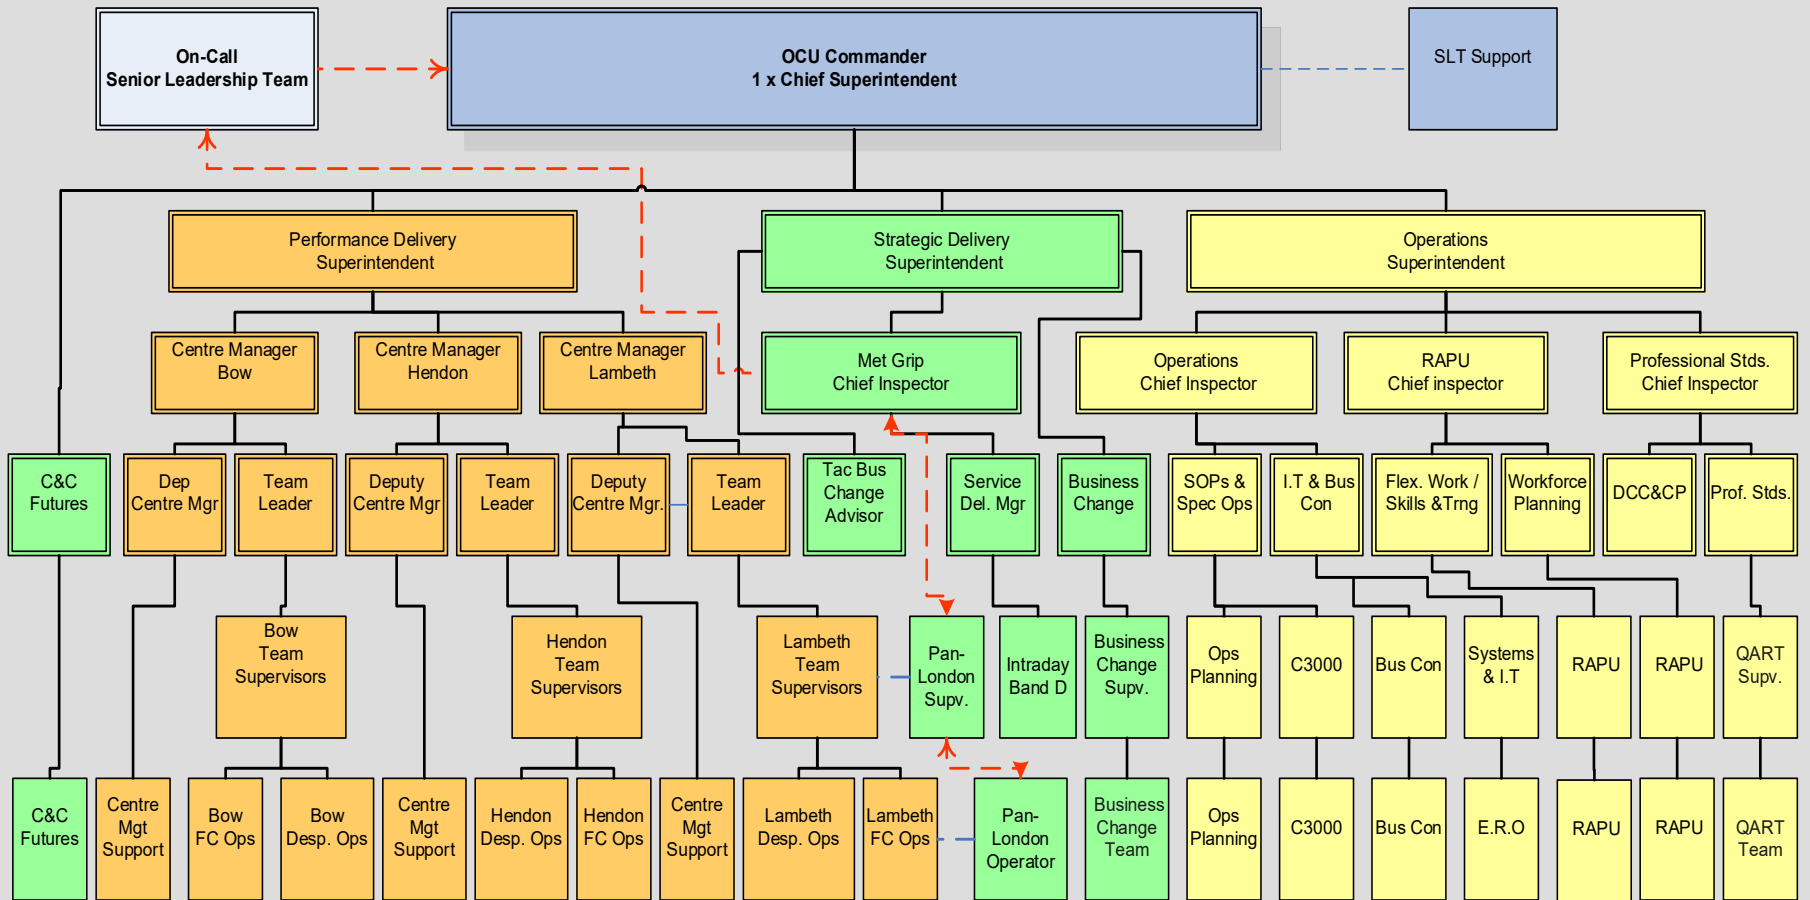 On-Call
Senior Leadership Team
OCU Commander
1 x Chief Superintendent
SLT Support
Performance Delivery
Superintendent
Strategic Delivery
Superintendent
Operations
Superintendent
Centre Manager
Bow
Centre Manager
Hendon
Centre Manager
Lambeth
Met Grip
Chief Inspector
Operations
Chief Inspector
RAPU
Chief inspector
Professional Stds.
Chief Inspector
C&C
Futures
Dep
Centre Mgr
Team
Leader
Deputy
Centre Mgr
Team
Leader
Deputy
Centre Mgr.
Team
Leader
Tac Bus
Change
Advisor
Service
Del. Mgr
Business
Change
SOPs &
Spec Ops
I.T & Bus
Con
Flex. Work /
Skills &Trng
Workforce
Planning
DCC&CP
Prof. Stds.
Bow
Team
Supervisors
Hendon
Team
Supervisors
Lambeth
Team
Supervisors
Pan-
London
Supv.
Intraday
Band D
Business
Change
Supv.
Ops
Planning
C3000
Bus Con
Systems
& I.T
RAPU
RAPU
QART
Supv.
C&C
Futures
Centre
Mgt
Support
Bow
FC Ops
Bow
Desp. Ops
Centre
Mgt
Support
Hendon
Desp. Ops
Hendon
FC Ops
Centre
Mgt
Support
Lambeth
Desp. Ops
Lambeth
FC Ops
Pan-
London
Operator
Business
Change
Team
Ops
Planning
C3000
Bus Con
E.R.O
RAPU
RAPU
QART
Team